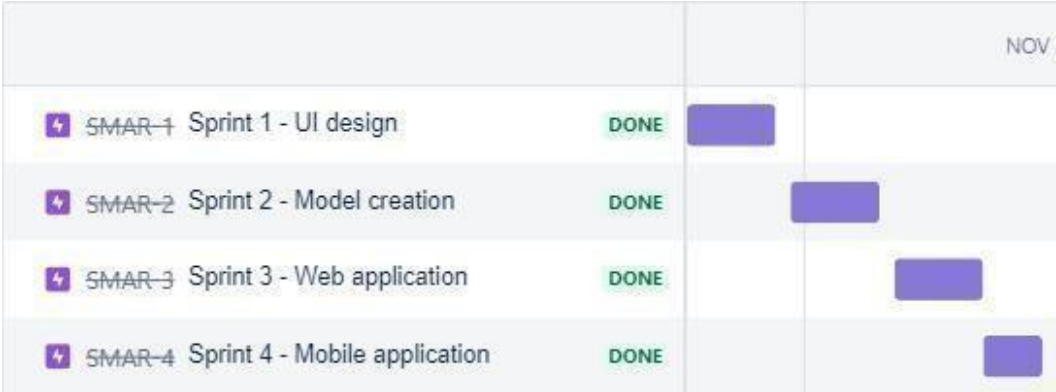 NOV
SMAR-1 Sprint 1 - UI design DONE
SMAR-2 Sprint 2 - Model creation DONE
SMAR-3 Sprint 3 - Web application DONE
SMAR-4 Sprint 4 - Mobile application DONE